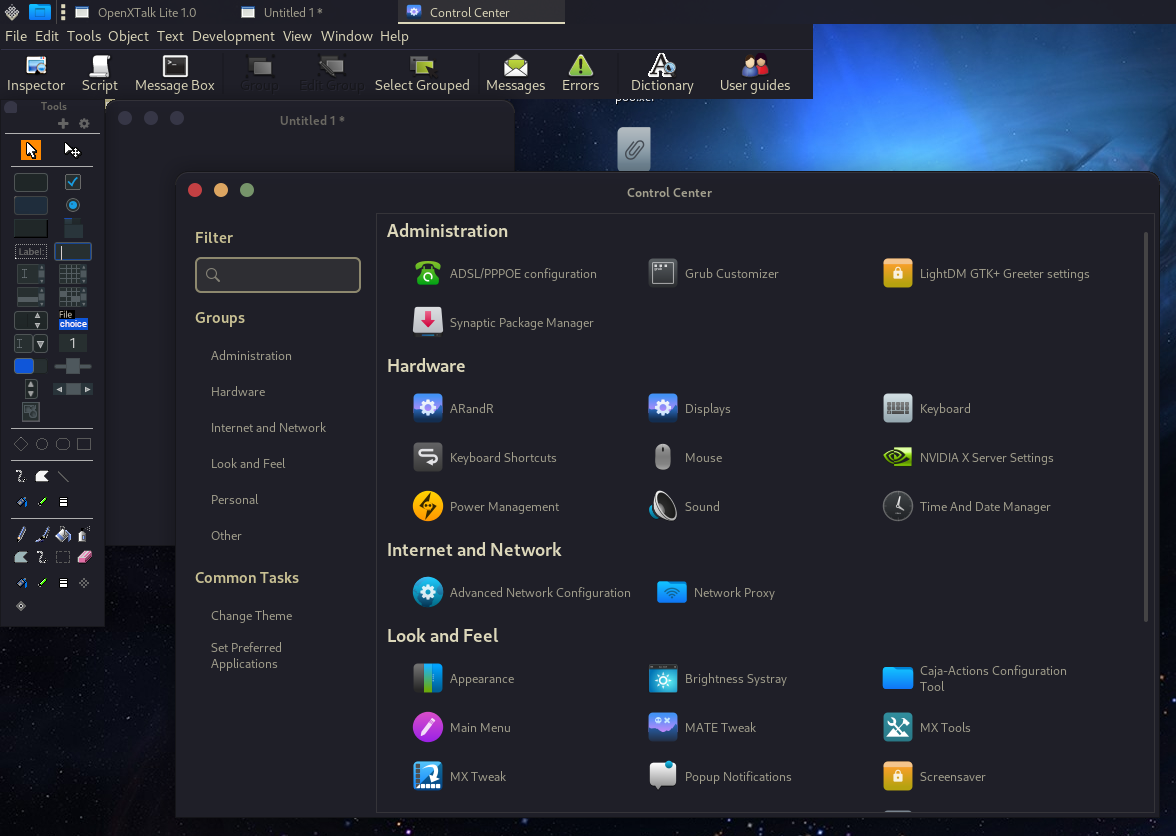 OpenXTalk Lite 1.0 Untitled 1 * Control Center
File Edit Tools Object Text Development View Window Help
Inspector Script Message Box Group Edit Group Select Grouped Messages Errors Dictionary User guides
Tools
Untitled 1 *
Control Center
Filter
Groups
Administration
Hardware
Internet and Network
Look and Feel
Personal
Other
Common Tasks
Change Theme
Set Preferred
Applications
Administration
ADSL/PPPOE configuration Grub Customizer LightDM GTK+ Greeter settings
Synaptic Package Manager
Hardware
ARandR Displays Keyboard
Keyboard Shortcuts Mouse NVIDIA X Server Settings
Power Management Sound Time And Date Manager
Internet and Network
Advanced Network Configuration Network Proxy
Look and Feel
Appearance Brightness Systray Caja-Actions Configuration
Tool
Main Menu MATE Tweak MX Tools
MX Tweak Popup Notifications Screensaver
Label:
File
choice
1